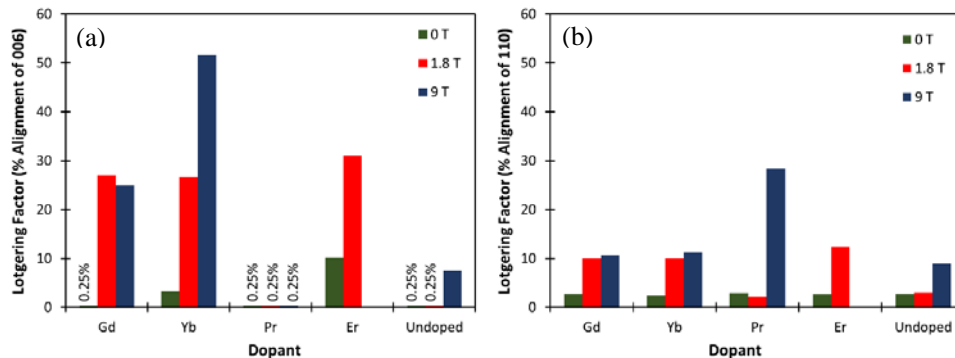 (a)
Lotgering Factor (% Alignment of 006)
60
50
40
30
20
10
0
0 T
1.8 T
9 T
0.25%
0.25%
0.25%
0.25%
0.25%
0.25%
Gd
Yb
Pr
Er
Undoped
Dopant
(b)
Lotgering Factor (% Alignment of 110)
60
50
40
30
20
10
0
0 T
1.8 T
9 T
Gd
Yb
Pr
Er
Undoped
Dopant